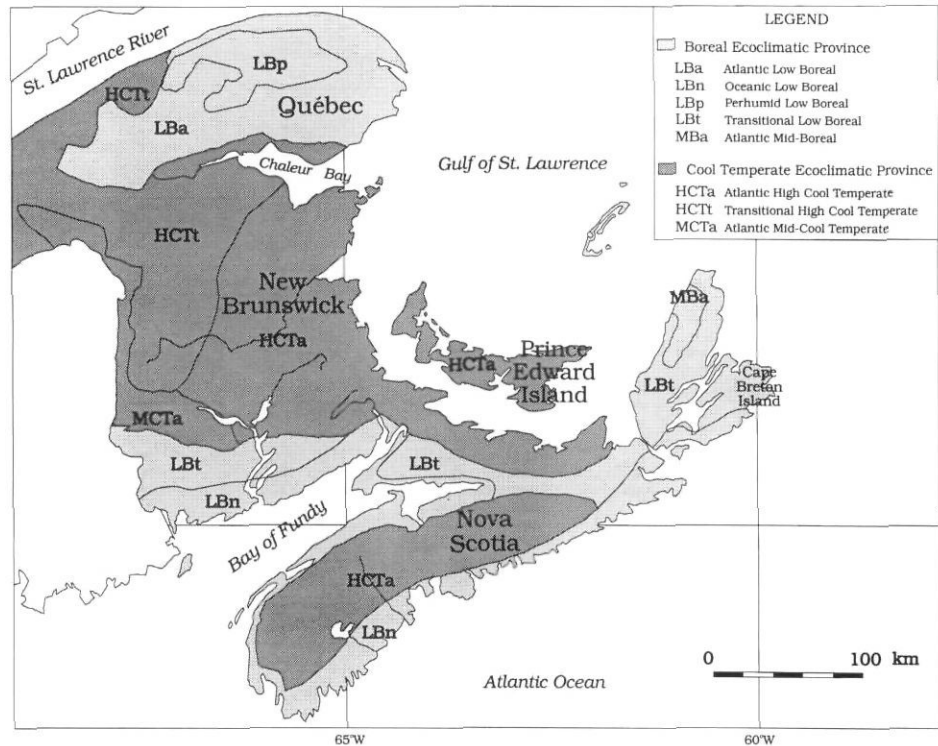 LEGEND
Boreal Ecoclimatic Province
LBa Atlantic Low Boreal
LBn Oceanic Low Boreal
LBp Perhumid Low Boreal
LBt Transitional Low Boreal
MBa Atlantic Mid-Boreal
Cool Temperate Ecoclimatic Province
HCTa Atlantic High Cool Temperate
HCTt Transitional High Cool Temperate
MCTa Atlantic Mid-Cool Temperate
St. Lawrence River
LBp
HCTt
Québec
LBa
Chaleur Bay
Gulf of St. Lawrence
HCTt
New
Brunswick
HCTa
MBa
Prince
Edward
Island
HCTa
LBt
Cape
Breton
Island
MCTa
LBt
LBt
LBn
Bay of Fundy
Nova
Scotia
HCTa
LBn
Atlantic Ocean
0 100 km
65°W 60°W